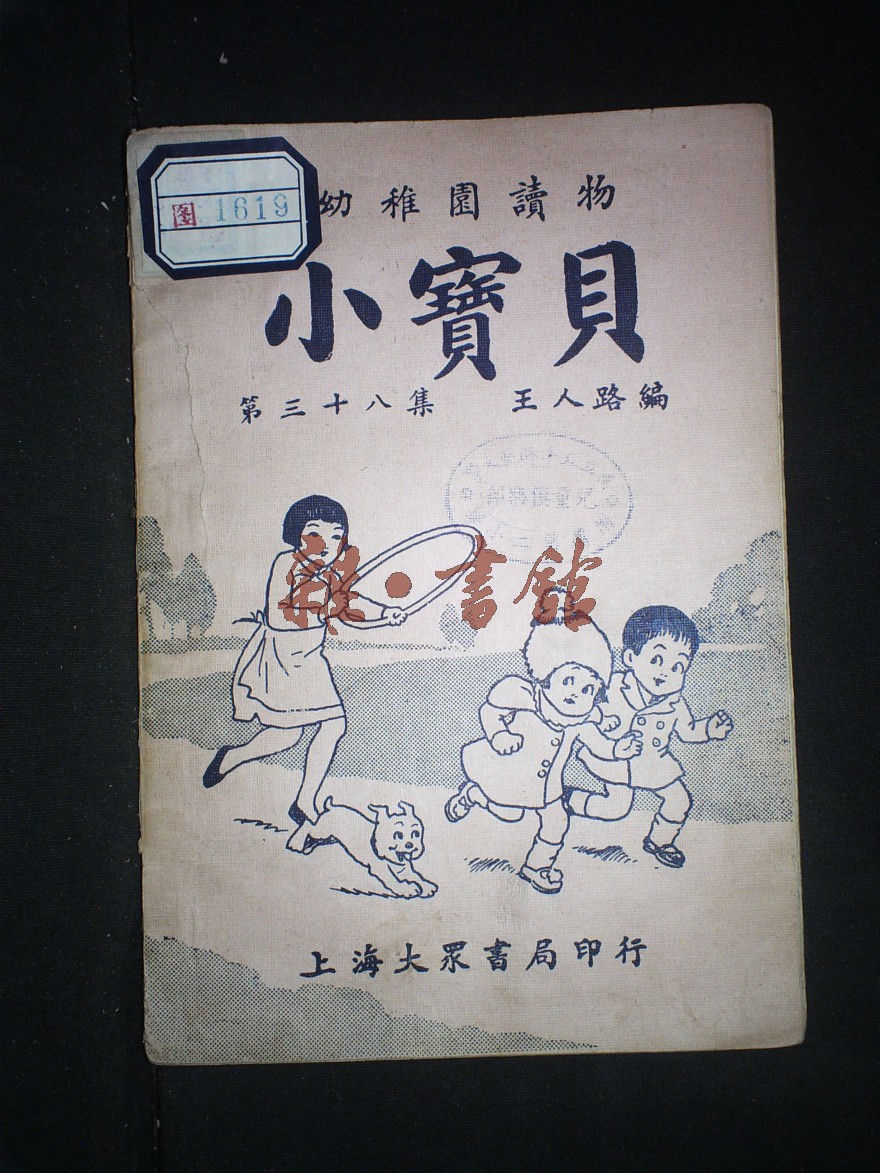 图 1619
幼稚園讀物
小寶貝
第三十八集 王人路編
雜·書館
上海大眾書局印行